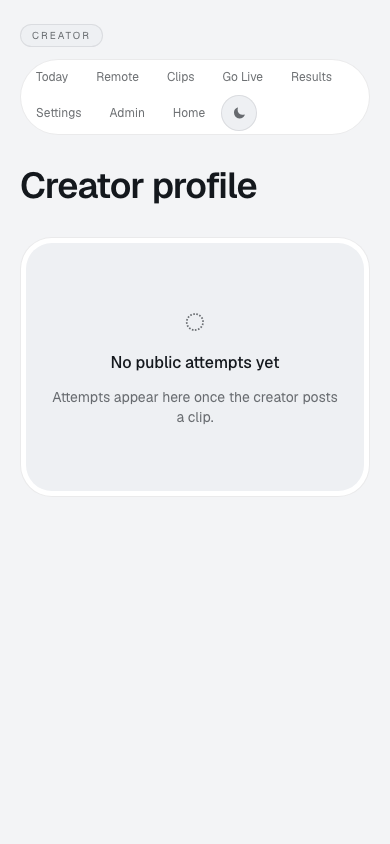 CREATOR
Today Remote Clips Go Live Results
Settings Admin Home
Creator profile
No public attempts yet
Attempts appear here once the creator posts
a clip.